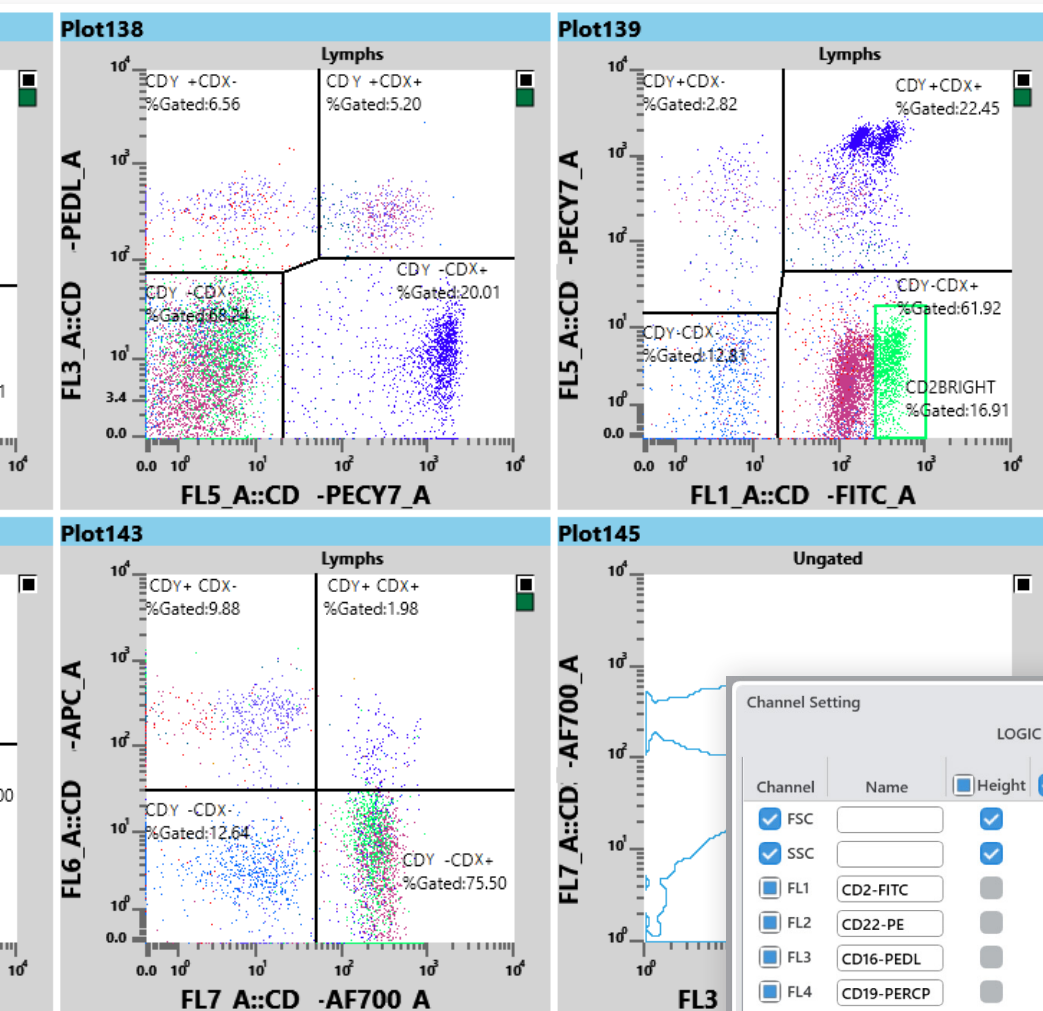 Plot138
Lymphs
10⁴
CDY +CDX-
%Gated:6.56
CD Y +CDX+
%Gated:5.20
10³
10²
CDY -CDX-
%Gated:68.24
CDY -CDX+
%Gated:20.01
10¹
3.4
0.0
FL3_A::CD -PEDL_A
0.0 10⁰ 10¹ 10² 10³ 10⁴
FL5_A::CD -PECY7_A
Plot139
Lymphs
10⁴
CDY+CDX-
%Gated:2.82
CDY+CDX+
%Gated:22.45
10³
10²
CDY-CDX+
%Gated:61.92
10¹
CDY-CDX-
%Gated:12.81
CD2BRIGHT
%Gated:16.91
10⁰
0.0
FL5_A::CD -PECY7_A
0.0 10⁰ 10¹ 10² 10³ 10⁴
FL1_A::CD -FITC_A
1
10⁴
Plot143
Lymphs
10⁴
CDY+ CDX-
%Gated:9.88
CDY+ CDX+
%Gated:1.98
10³
10²
CDY -CDX-
%Gated:12.64
10¹
CDY -CDX+
%Gated:75.50
10⁰
0.0
FL6_A::CD -APC_A
0.0 10⁰ 10¹ 10² 10³ 10⁴
FL7_A::CD -AF700_A
00
10⁴
Plot145
Ungated
10⁴
10³
10²
10¹
10⁰
FL7_A::CD: -AF700_A
10⁰
FL3
Channel Setting
LOGIC
Channel Name Height
FSC
SSC
FL1 CD2-FITC
FL2 CD22-PE
FL3 CD16-PEDL
FL4 CD19-PERCP